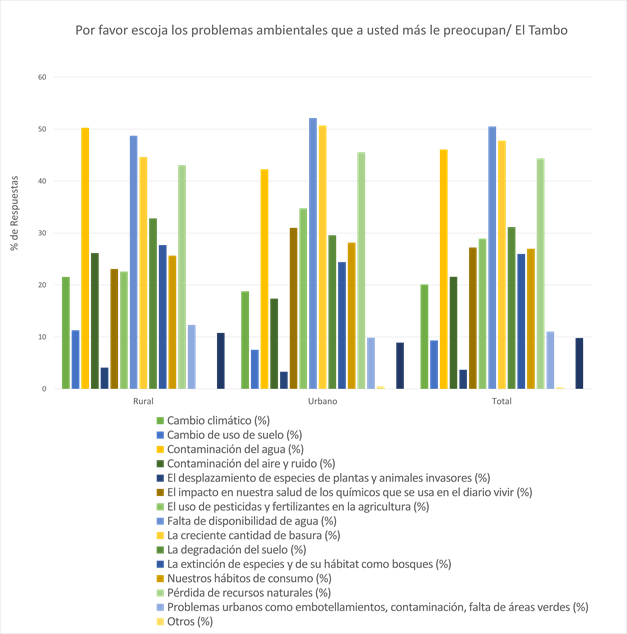 Por favor escoja los problemas ambientales que a usted más le preocupan/ El Tambo
60
50
40
30
20
10
0
% de Respuestas
Rural Urbano Total
Cambio climático (%)
Cambio de uso de suelo (%)
Contaminación del agua (%)
Contaminación del aire y ruido (%)
El desplazamiento de especies de plantas y animales invasores (%)
El impacto en nuestra salud de los químicos que se usa en el diario vivir (%)
El uso de pesticidas y fertilizantes en la agricultura (%)
Falta de disponibilidad de agua (%)
La creciente cantidad de basura (%)
La degradación del suelo (%)
La extinción de especies y de su hábitat como bosques (%)
Nuestros hábitos de consumo (%)
Pérdida de recursos naturales (%)
Problemas urbanos como embotellamientos, contaminación, falta de áreas verdes (%)
Otros (%)